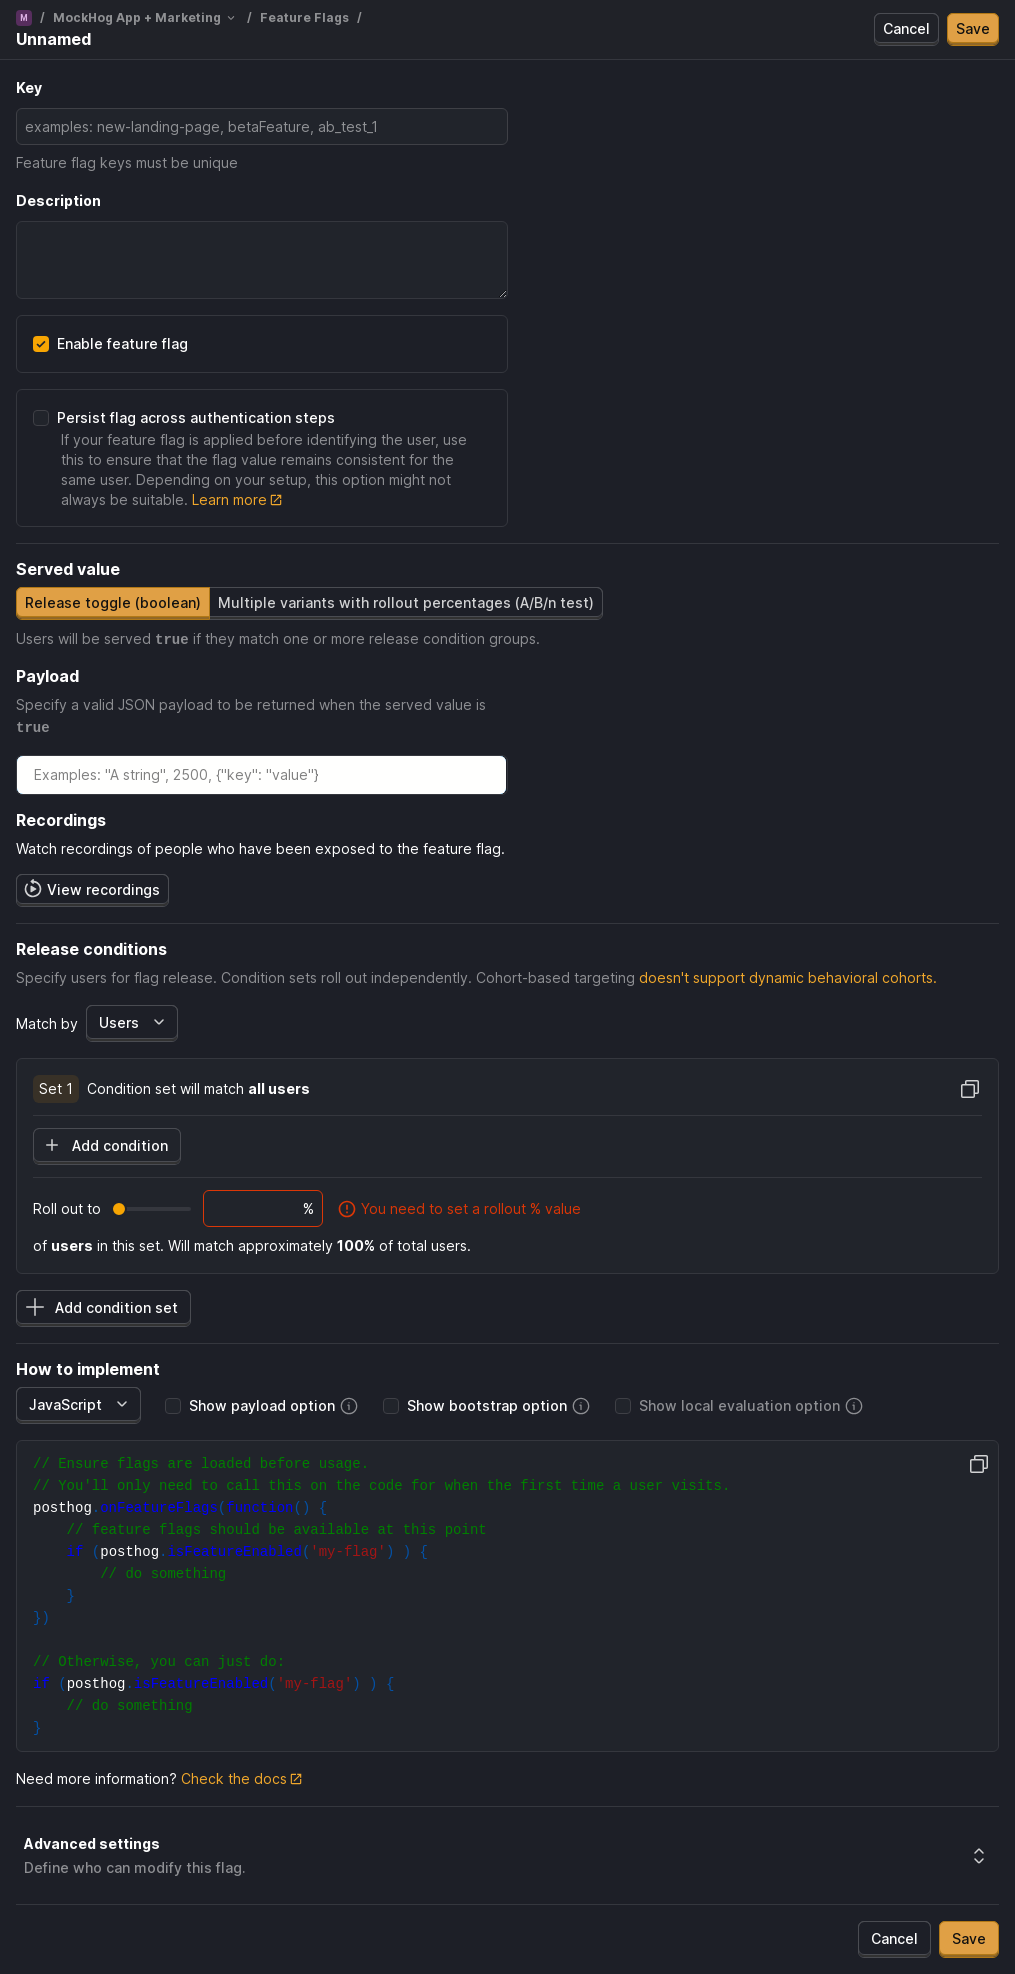 M / MockHog App + Marketing / Feature Flags /
Unnamed
Cancel Save
Key
examples: new-landing-page, betaFeature, ab_test_1
Feature flag keys must be unique
Description
Enable feature flag
Persist flag across authentication steps
If your feature flag is applied before identifying the user, use
this to ensure that the flag value remains consistent for the
same user. Depending on your setup, this option might not
always be suitable. Learn more
Served value
Release toggle (boolean) Multiple variants with rollout percentages (A/B/n test)
Users will be served true if they match one or more release condition groups.
Payload
Specify a valid JSON payload to be returned when the served value is
true
Examples: "A string", 2500, {"key": "value"}
Recordings
Watch recordings of people who have been exposed to the feature flag.
View recordings
Release conditions
Specify users for flag release. Condition sets roll out independently. Cohort-based targeting doesn't support dynamic behavioral cohorts.
Match by Users
Set 1 Condition set will match all users
Add condition
Roll out to % You need to set a rollout % value
of users in this set. Will match approximately 100% of total users.
Add condition set
How to implement
JavaScript Show payload option Show bootstrap option Show local evaluation option
// Ensure flags are loaded before usage.
// You'll only need to call this on the code for when the first time a user visits.
posthog.onFeatureFlags(function() {
// feature flags should be available at this point
if (posthog.isFeatureEnabled('my-flag') ) {
// do something
}
})
// Otherwise, you can just do:
if (posthog.isFeatureEnabled('my-flag') ) {
// do something
}
Need more information? Check the docs
Advanced settings
Define who can modify this flag.
Cancel Save